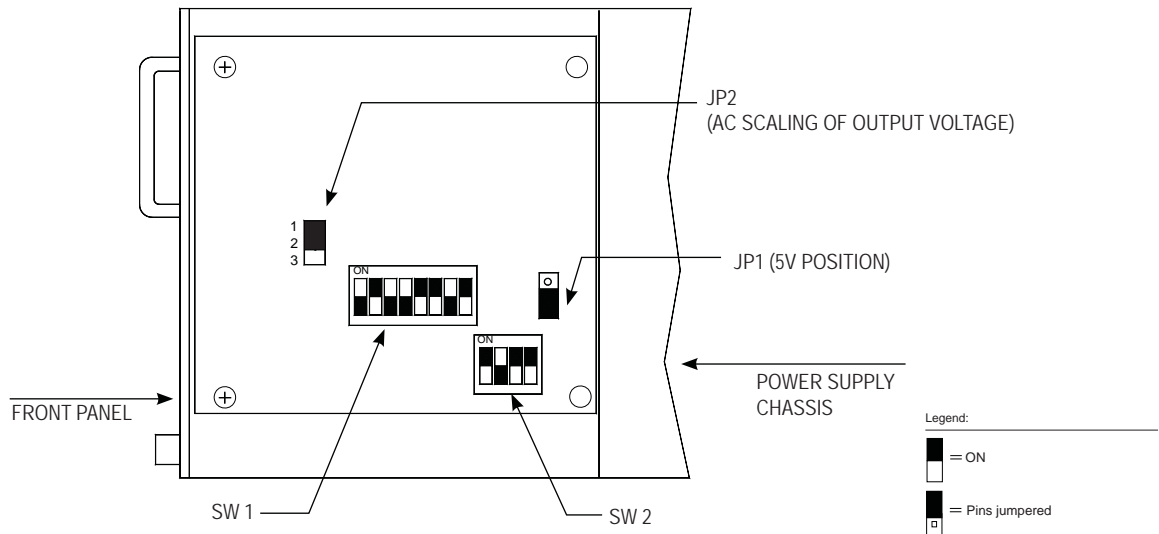 JP2
(AC SCALING OF OUTPUT VOLTAGE)
1
2
3
ON
JP1 (5V POSITION)
ON
POWER SUPPLY
CHASSIS
FRONT PANEL
Legend:
= ON
= Pins jumpered
SW 1
SW 2